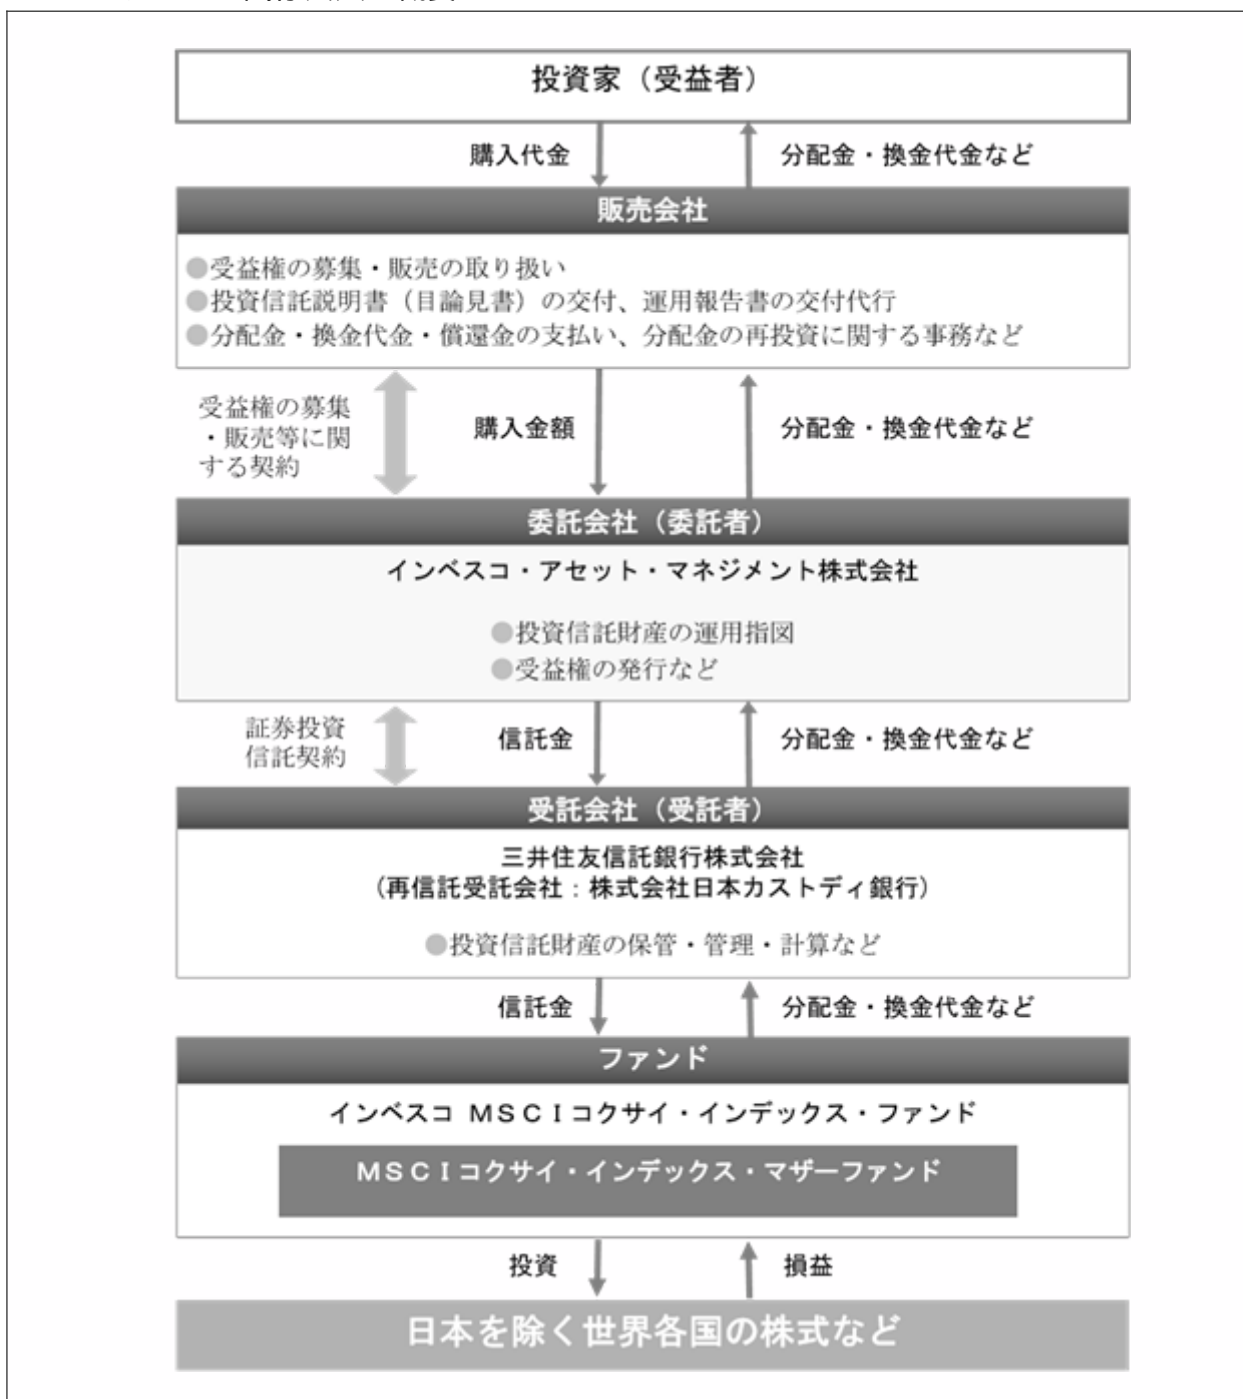 投資家（受益者）
購入代金
分配金・換金代金など
販売会社
●受益権の募集・販売の取り扱い
●投資信託説明書（目論見書）の交付、運用報告書の交付代行
●分配金・換金代金・償還金の支払い、分配金の再投資に関する事務など
受益権の募集
・販売等に関
する契約
購入金額
分配金・換金代金など
委託会社（委託者）
インベスコ・アセット・マネジメント株式会社
●投資信託財産の運用指図
●受益権の発行など
証券投資
信託契約
信託金
分配金・換金代金など
受託会社（受託者）
三井住友信託銀行株式会社
（再信託受託会社：株式会社日本カストディ銀行）
●投資信託財産の保管・管理・計算など
信託金
分配金・換金代金など
ファンド
インベスコ ＭＳＣＩコクサイ・インデックス・ファンド
ＭＳＣＩコクサイ・インデックス・マザーファンド
投資
損益
日本を除く世界各国の株式など